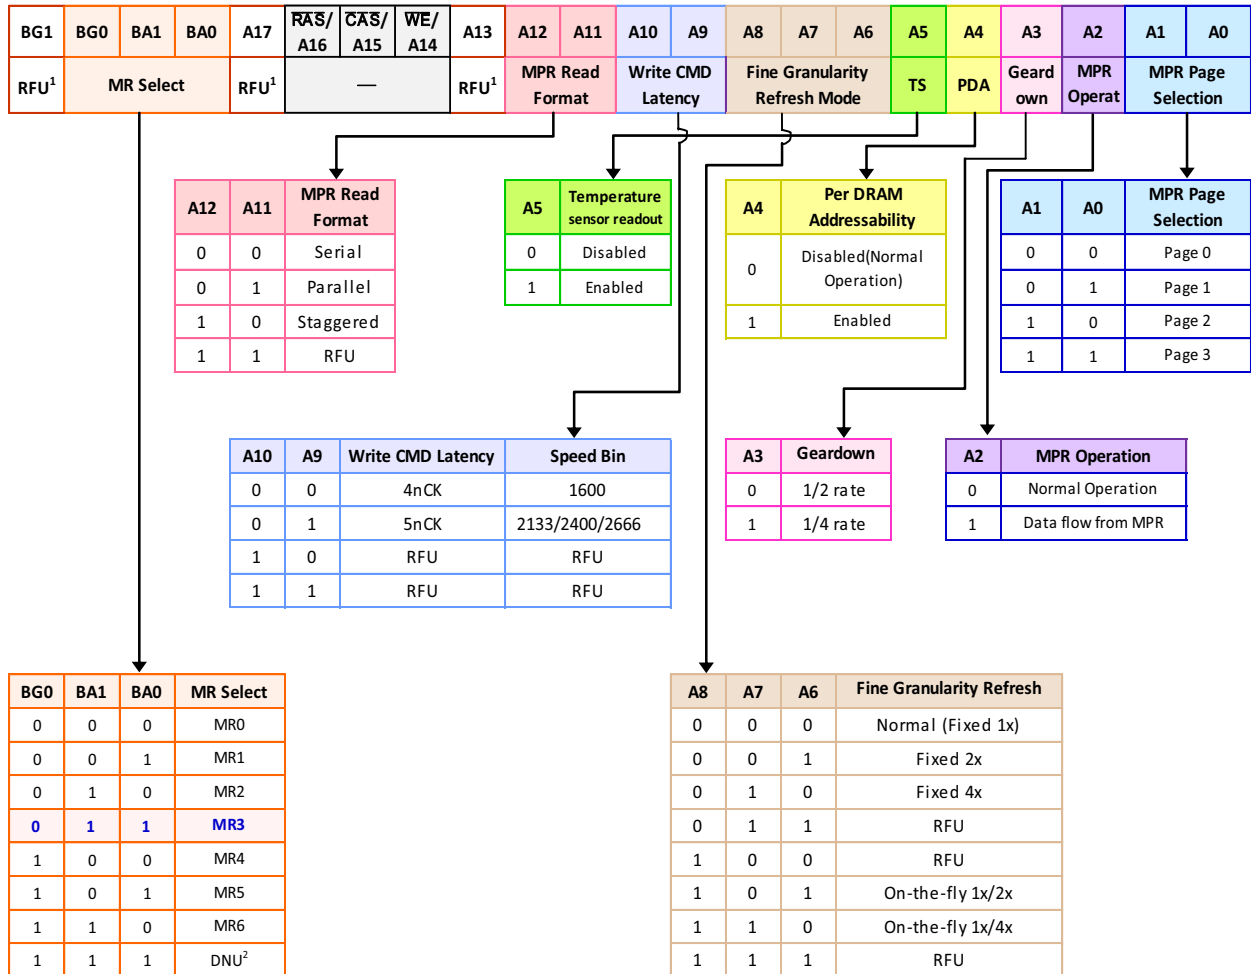 BG1 BG0 BA1 BA0 A17 RAS/ A16 CAS/ A15 WE/ A14 A13 A12 A11 A10 A9 A8 A7 A6 A5 A4 A3 A2 A1 A0
RFU1 MR Select RFU1 — RFU1 MPR Read Format Write CMD Latency Fine Granularity Refresh Mode TS PDA Geard own MPR Operat MPR Page Selection
A12 A11 MPR Read Format
0 0 Serial
0 1 Parallel
1 0 Staggered
1 1 RFU
A5 Temperature sensor readout
0 Disabled
1 Enabled
A4 Per DRAM Addressability
0 Disabled(Normal Operation)
1 Enabled
A1 A0 MPR Page Selection
0 0 Page 0
0 1 Page 1
1 0 Page 2
1 1 Page 3
A10 A9 Write CMD Latency Speed Bin
0 0 4nCK 1600
0 1 5nCK 2133/2400/2666
1 0 RFU RFU
1 1 RFU RFU
A3 Geardown
0 1/2 rate
1 1/4 rate
A2 MPR Operation
0 Normal Operation
1 Data flow from MPR
BG0 BA1 BA0 MR Select
0 0 0 MR0
0 0 1 MR1
0 1 0 MR2
0 1 1 MR3
1 0 0 MR4
1 0 1 MR5
1 1 0 MR6
1 1 1 DNU2
A8 A7 A6 Fine Granularity Refresh
0 0 0 Normal (Fixed 1x)
0 0 1 Fixed 2x
0 1 0 Fixed 4x
0 1 1 RFU
1 0 0 RFU
1 0 1 On-the-fly 1x/2x
1 1 0 On-the-fly 1x/4x
1 1 1 RFU